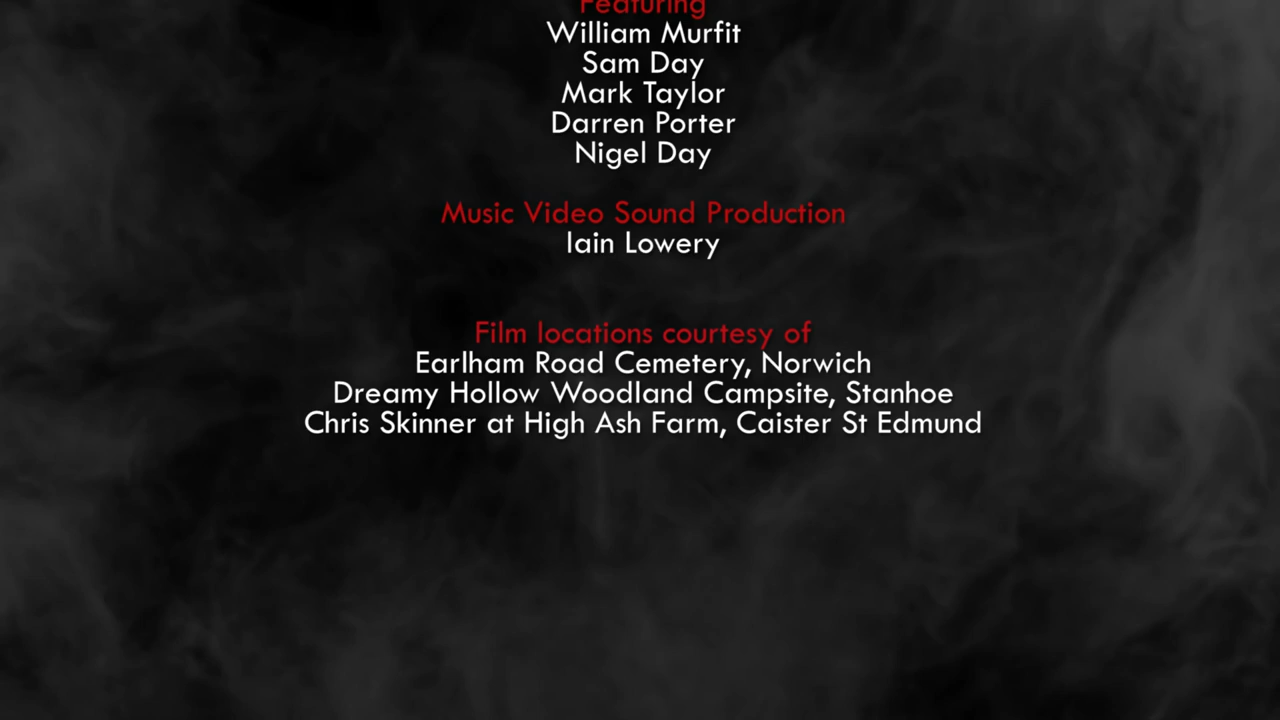 Featuring
William Murfit
Sam Day
Mark Taylor
Darren Porter
Nigel Day
Music Video Sound Production
Iain Lowery
Film locations courtesy of
Earlham Road Cemetery, Norwich
Dreamy Hollow Woodland Campsite, Stanhoe
Chris Skinner at High Ash Farm, Caister St Edmund